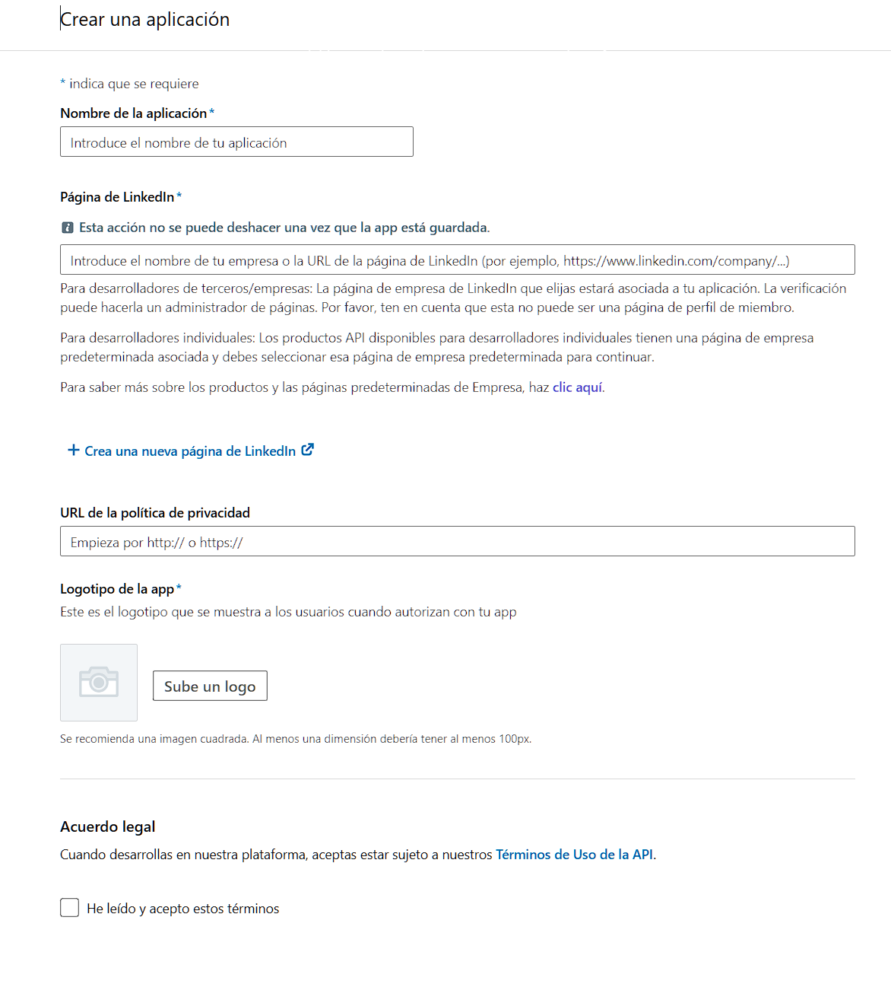 Crear una aplicación
* indica que se requiere
Nombre de la aplicación*
Introduce el nombre de tu aplicación
Página de LinkedIn*
Esta acción no se puede deshacer una vez que la app está guardada.
Introduce el nombre de tu empresa o la URL de la página de LinkedIn (por ejemplo, https://www.linkedin.com/company/...)
Para desarrolladores de terceros/empresas: La página de empresa de LinkedIn que elijas estará asociada a tu aplicación. La verificación
puede hacerla un administrador de páginas. Por favor, ten en cuenta que esta no puede ser una página de perfil de miembro.
Para desarrolladores individuales: Los productos API disponibles para desarrolladores individuales tienen una página de empresa
predeterminada asociada y debes seleccionar esa página de empresa predeterminada para continuar.
Para saber más sobre los productos y las páginas predeterminadas de Empresa, haz clic aquí.
+ Crea una nueva página de LinkedIn
URL de la política de privacidad
Empieza por http:// o https://
Logotipo de la app*
Este es el logotipo que se muestra a los usuarios cuando autorizan con tu app
Sube un logo
Se recomienda una imagen cuadrada. Al menos una dimensión debería tener al menos 100px.
Acuerdo legal
Cuando desarrollas en nuestra plataforma, aceptas estar sujeto a nuestros Términos de Uso de la API.
He leído y acepto estos términos